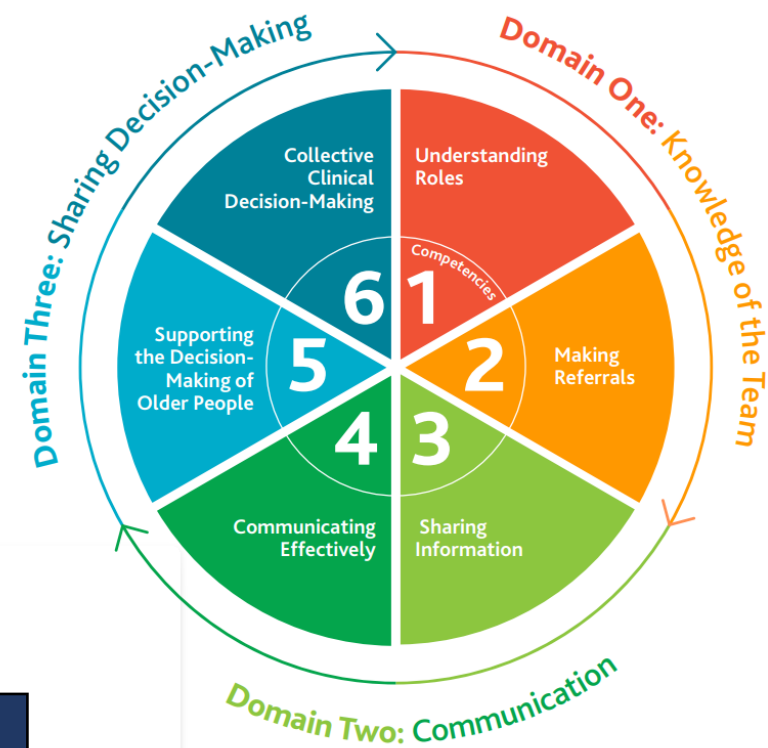 Domain One: Knowledge of the Team
Understanding
Roles
Competencies
1
2
Making
Referrals
3
Sharing
Information
Domain Two: Communication
4
Communicating
Effectively
5
Supporting
the Decision-
Making of
Older People
Domain Three: Sharing Decision-Making
6
Collective
Clinical
Decision-Making